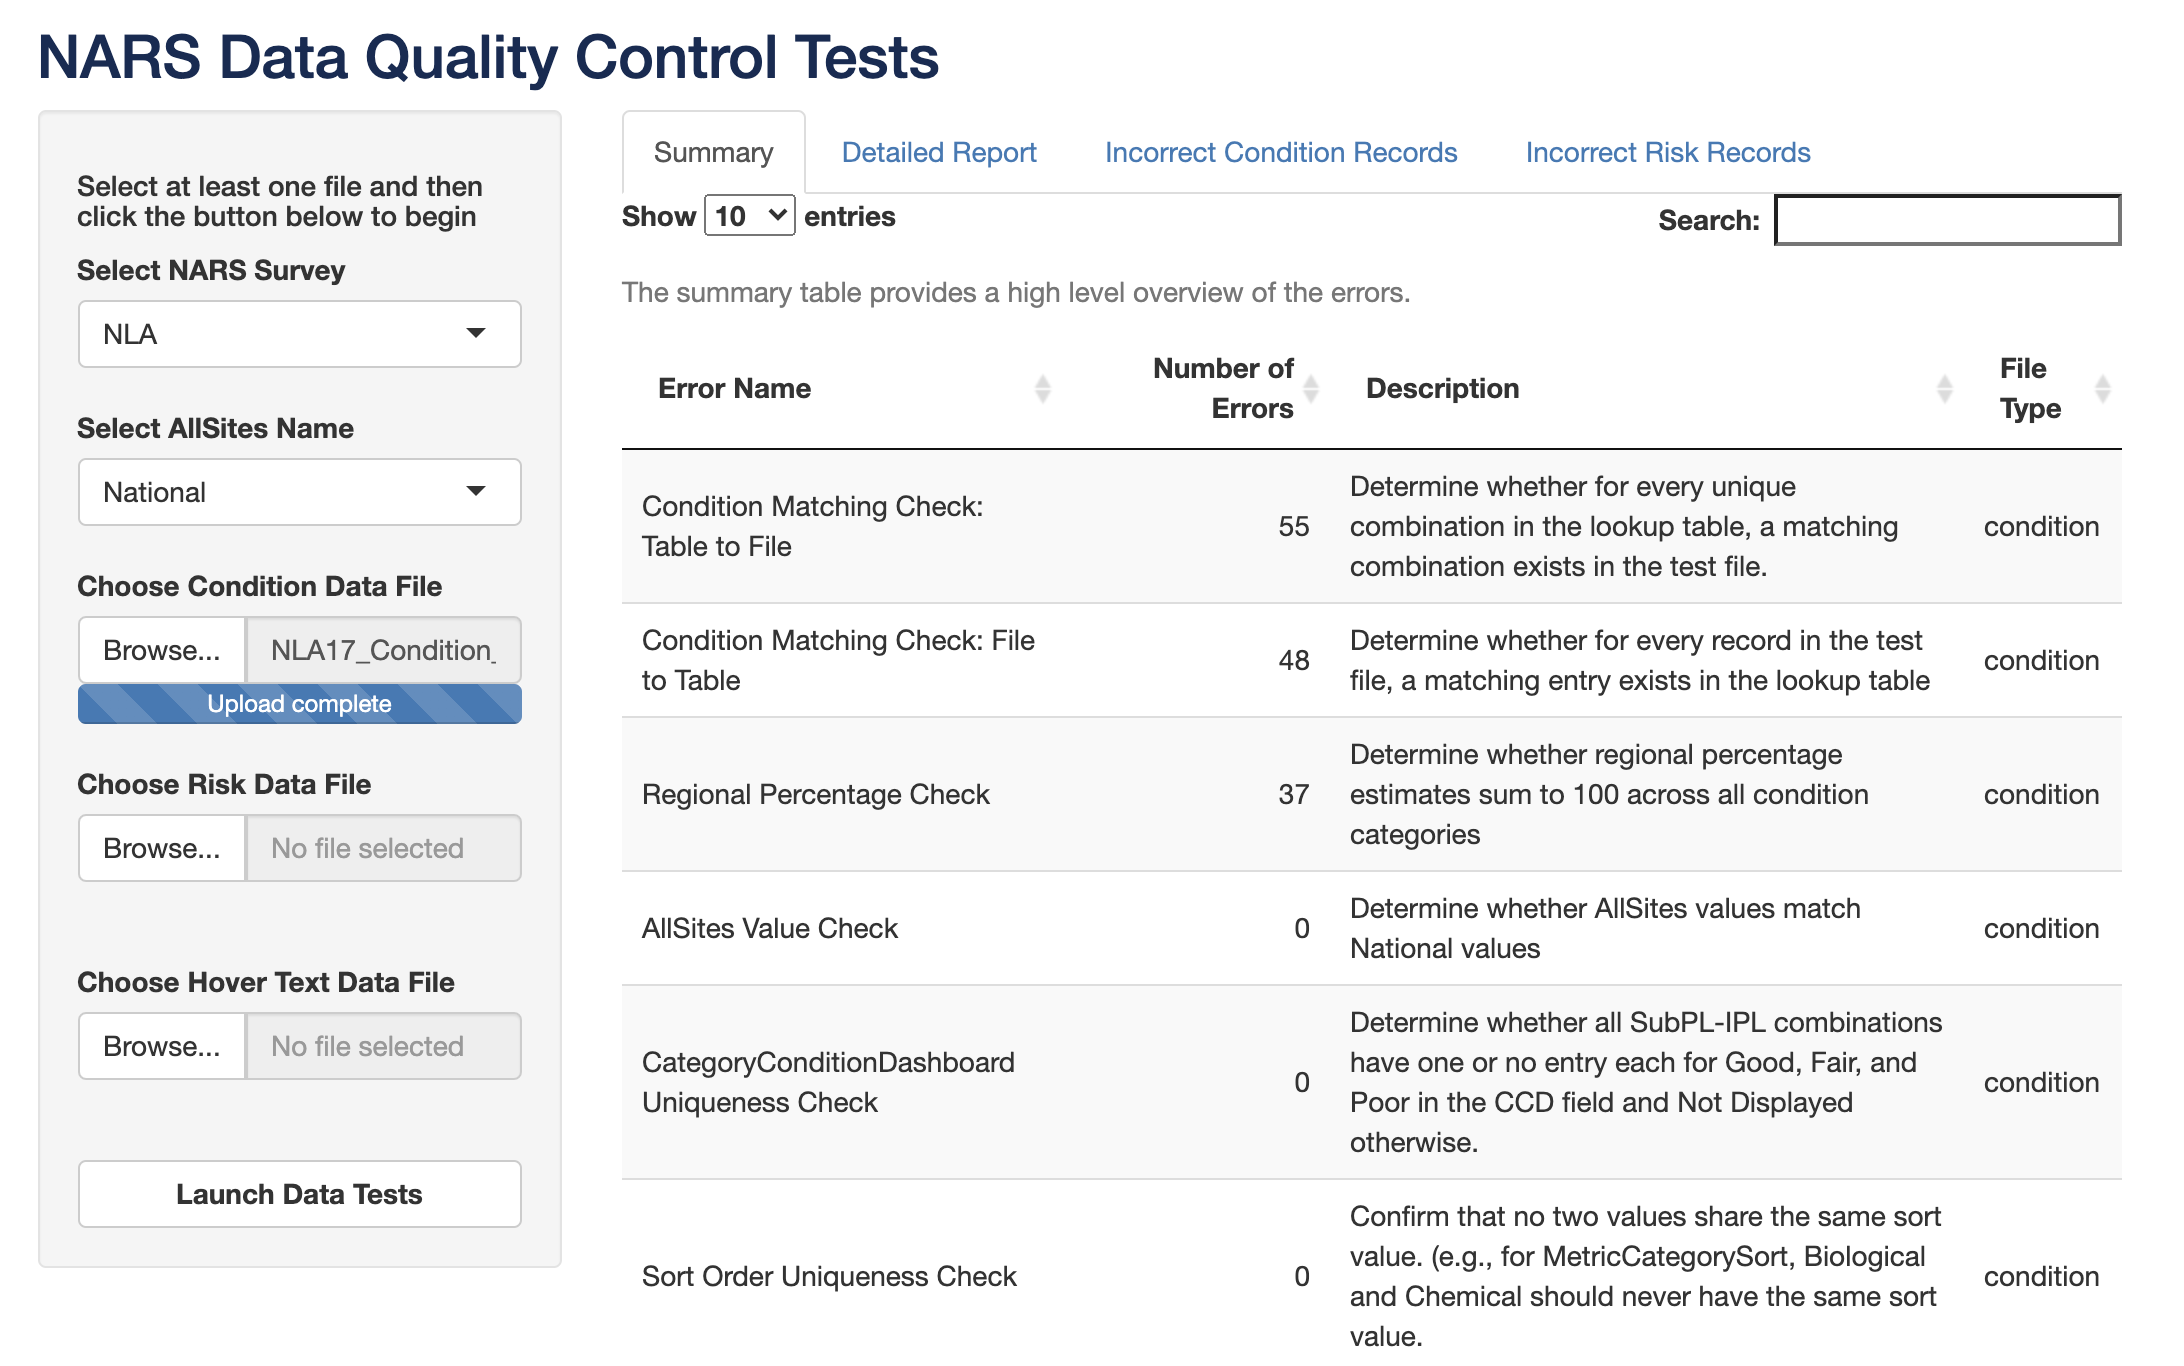 NARS Data Quality Control Tests
Select at least one file and then
click the button below to begin
Select NARS Survey
NLA
Select AllSites Name
National
Choose Condition Data File
Browse... NLA17_Condition_
Upload complete
Choose Risk Data File
Browse... No file selected
Choose Hover Text Data File
Browse... No file selected
Launch Data Tests
Summary Detailed Report Incorrect Condition Records Incorrect Risk Records
Show 10 entries Search:
The summary table provides a high level overview of the errors.
Error Name Number of Errors Description File Type
Condition Matching Check:
Table to File
55
Determine whether for every unique
combination in the lookup table, a matching
combination exists in the test file.
condition
Condition Matching Check: File
to Table
48
Determine whether for every record in the test
file, a matching entry exists in the lookup table
condition
Regional Percentage Check
37
Determine whether regional percentage
estimates sum to 100 across all condition
categories
condition
AllSites Value Check
0
Determine whether AllSites values match
National values
condition
CategoryConditionDashboard
Uniqueness Check
0
Determine whether all SubPL-IPL combinations
have one or no entry each for Good, Fair, and
Poor in the CCD field and Not Displayed
otherwise.
condition
Sort Order Uniqueness Check
0
Confirm that no two values share the same sort
value. (e.g., for MetricCategorySort, Biological
and Chemical should never have the same sort
value.
condition